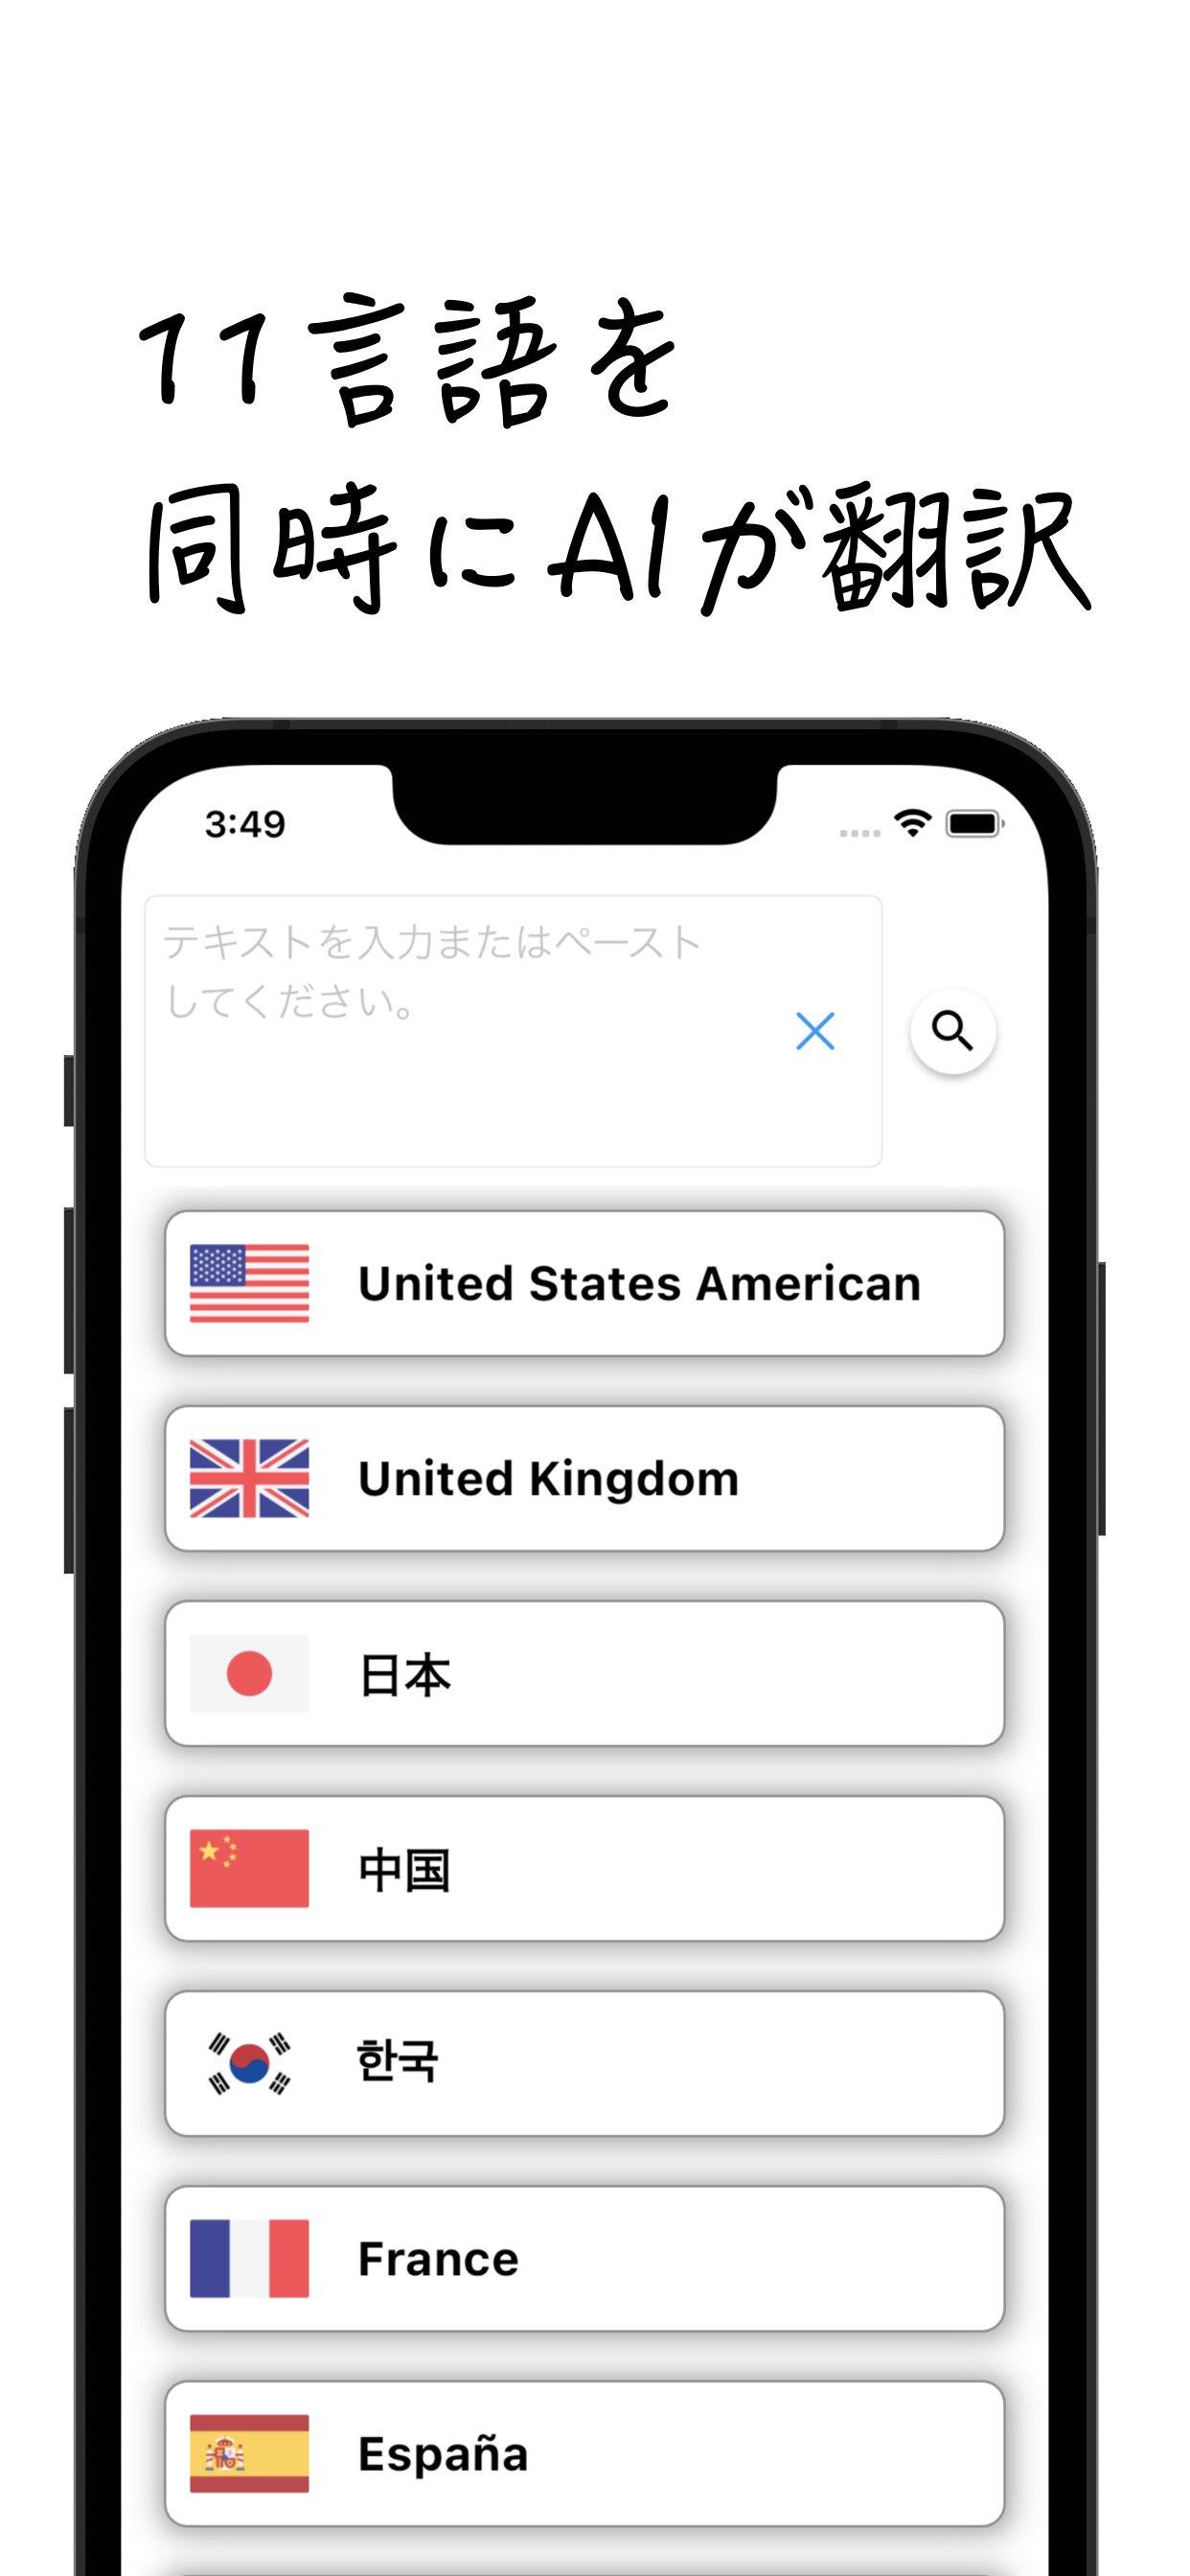 11言語を
同時にAIが翻訳
3:49
テキストを入力またはペースト
してください。
United States American
United Kingdom
日本
中国
한국
France
España